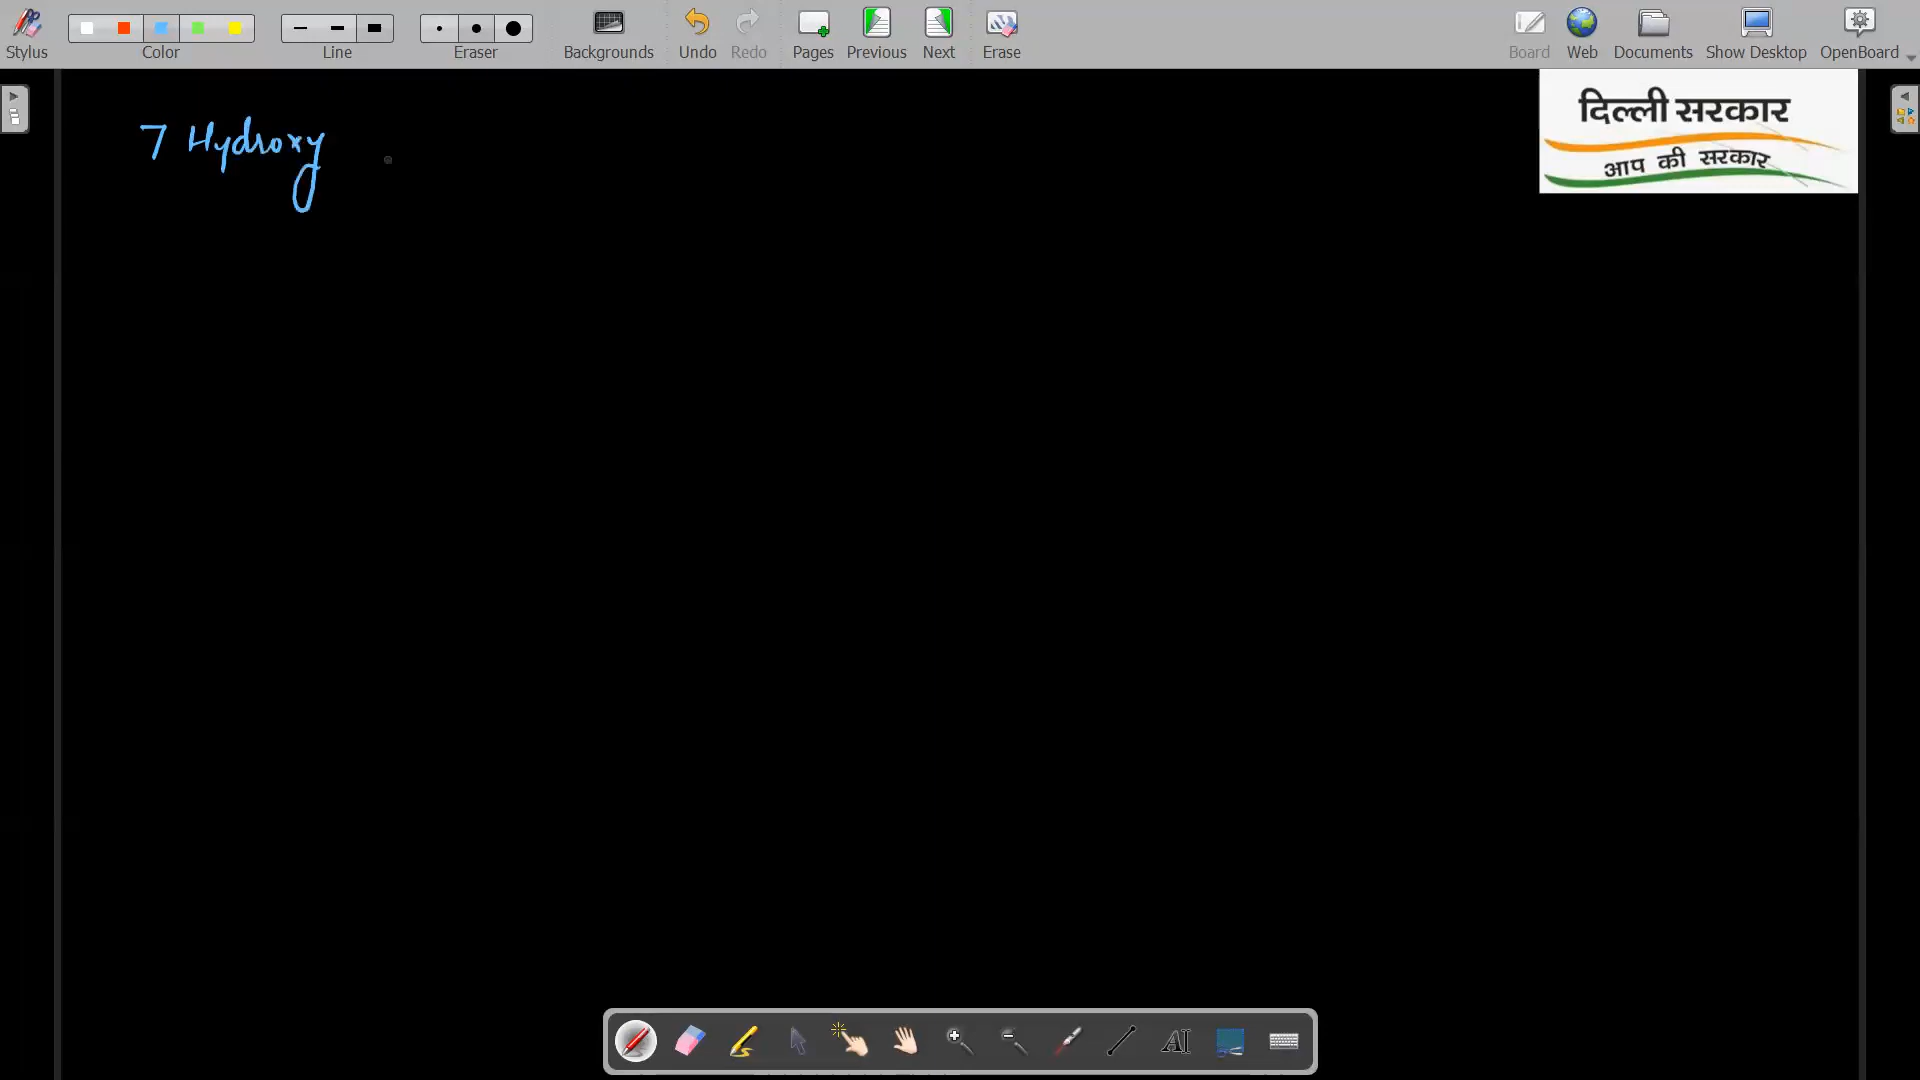 Stylus
Color
Line
Eraser
Backgrounds
Undo
Redo
Pages
Previous
Next
Erase
Board
Web
Documents
Show Desktop
OpenBoard
7 Hydroxy
दिल्ली सरकार
आप की सरकार
AI